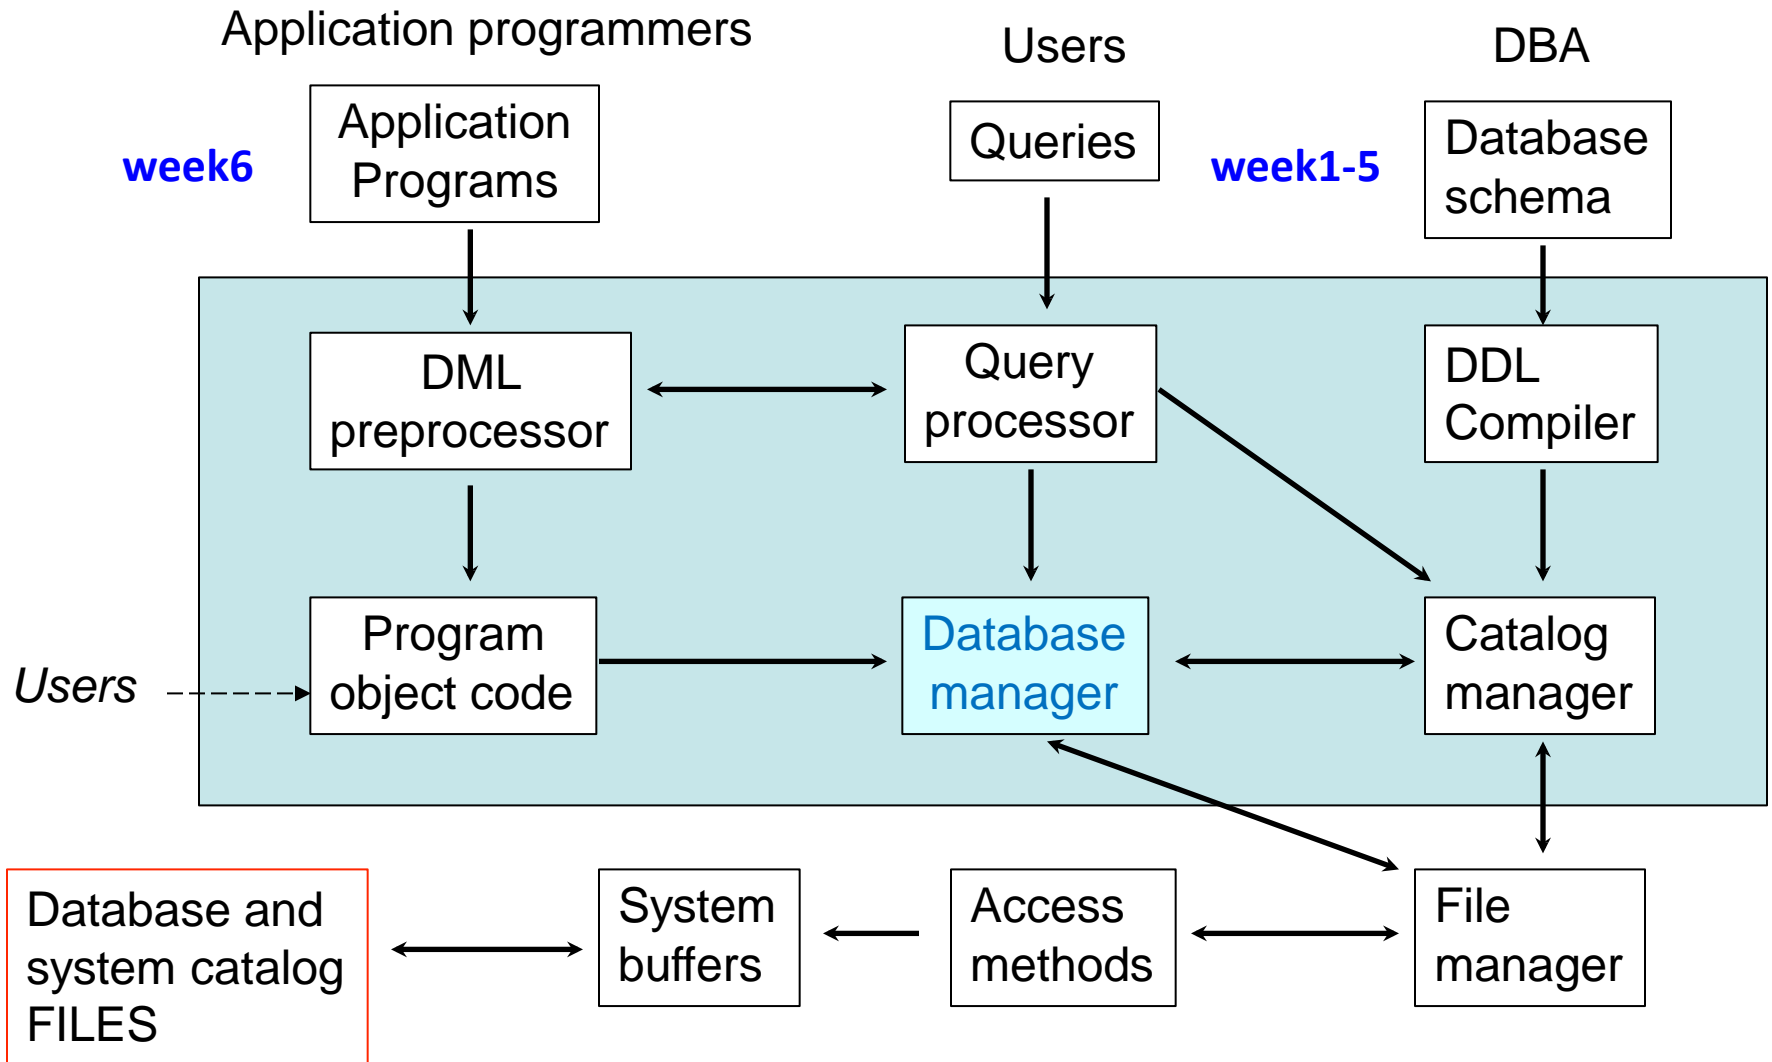 Application programmers
Users
DBA
Application
Programs
week6
Queries
week1-5
Database
schema
DML
preprocessor
Query
processor
DDL
Compiler
Users
Program
object code
Database
manager
Catalog
manager
Database and
system catalog
FILES
System
buffers
Access
methods
File
manager